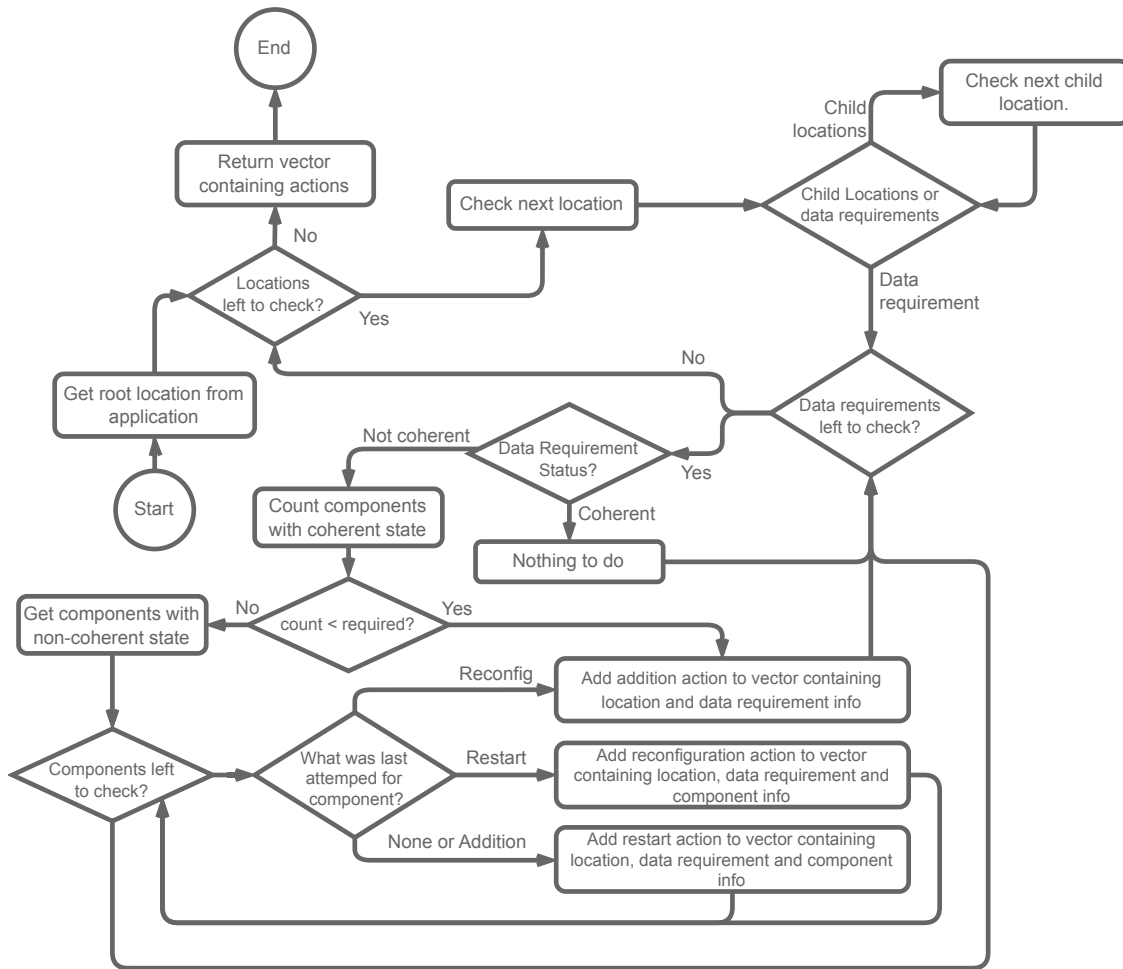 End
Check next child
location.
Child
locations
Return vector
containing actions
Check next location
Child Locations or
data requirements
No
Locations
left to check?
Yes
Data
requirement
No
Get root location from
application
Data requirements
left to check?
Not coherent
Data Requirement
Status?
Yes
Start
Count components
with coherent state
Coherent
Nothing to do
Get components with
non-coherent state
No
count < required?
Yes
Reconfig
Add addition action to vector containing
location and data requirement info
Components left
to check?
What was last
attemped for
component?
Restart
Add reconfiguration action to vector
containing location, data requirement and
component info
None or Addition
Add restart action to vector containing
location, data requirement and component
info